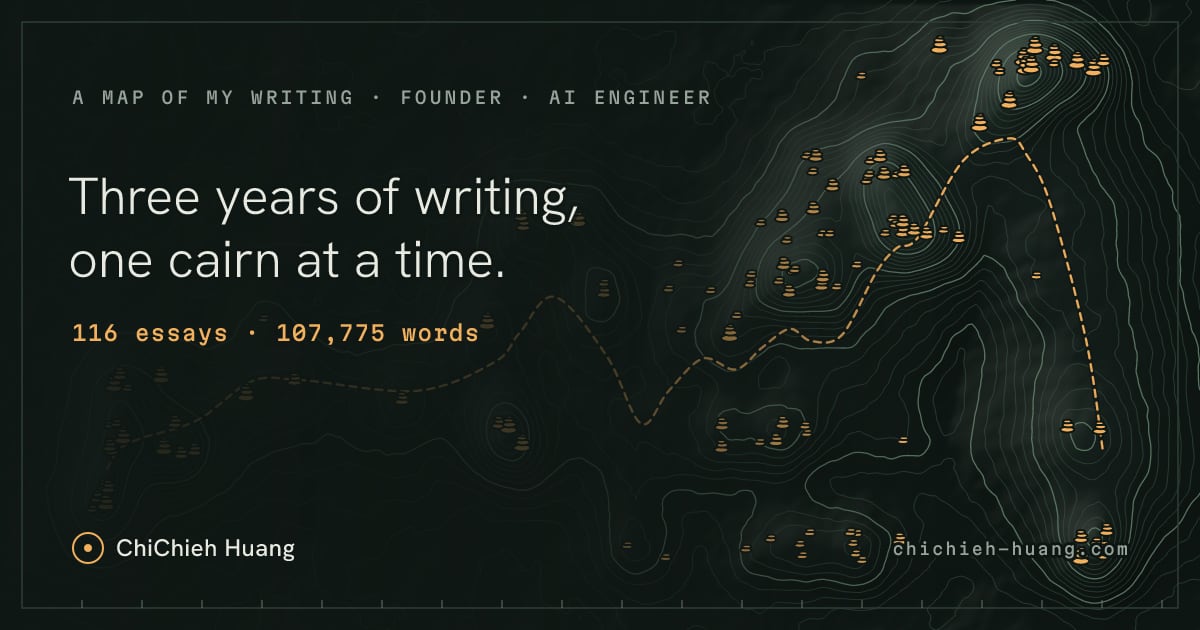 A MAP OF MY WRITING · FOUNDER · AI ENGINEER
Three years of writing,
one cairn at a time.
116 essays · 107,775 words
ChiChieh Huang
chichieh-huang.com